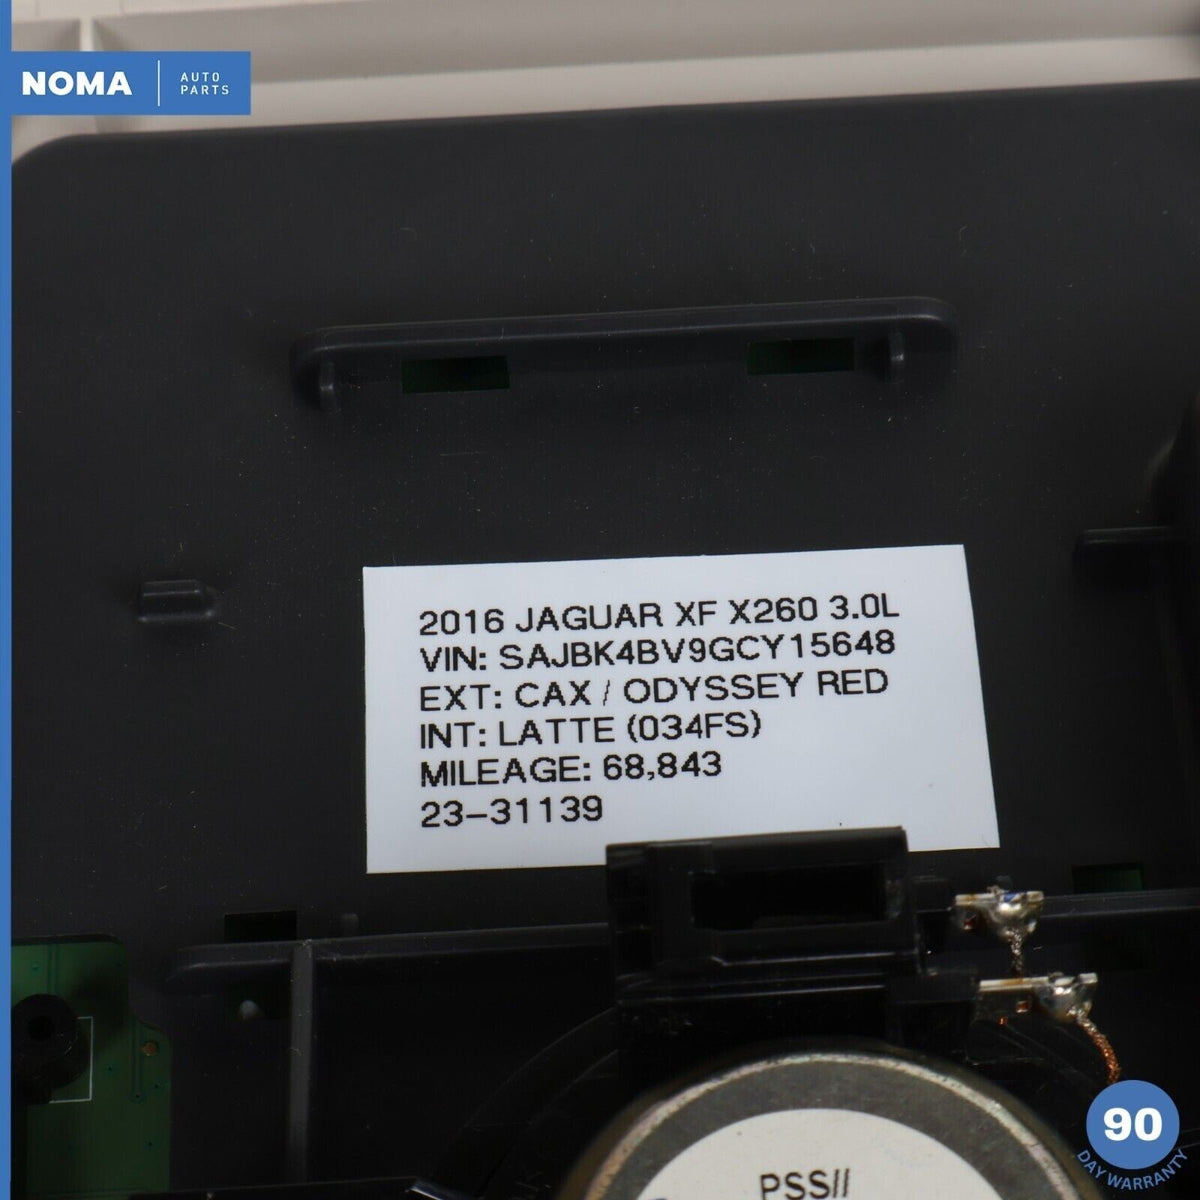 NOMA
AUTO
PARTS
2016 JAGUAR XF X260 3.0L
VIN: SAJBK4BV9GCY15648
EXT: CAX / ODYSSEY RED
INT: LATTE (034FS)
MILEAGE: 68,843
23-31139
PSSII
90
DAY WARRANTY